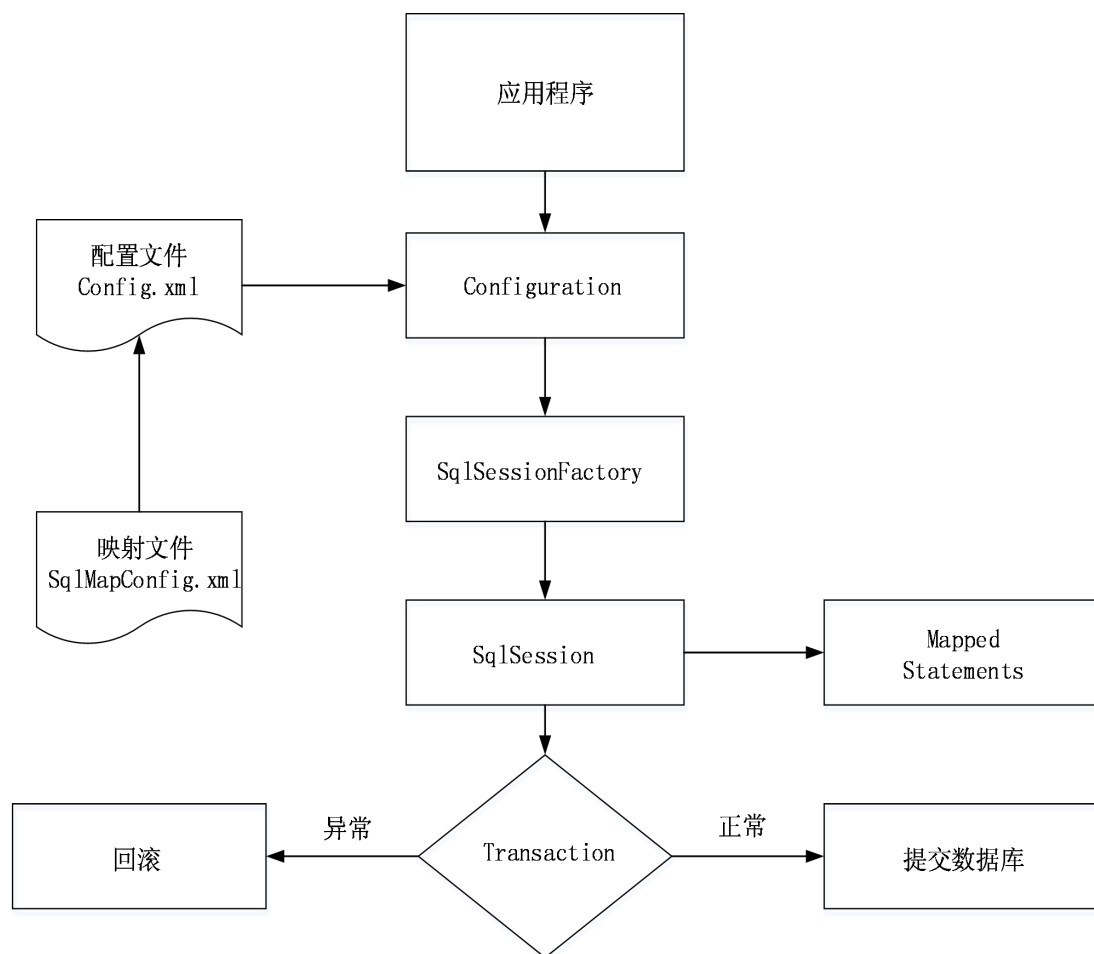 应用程序
配置文件
Config.xml
Configuration
SqlSessionFactory
映射文件
SqlMapConfig.xml
SqlSession
Mapped
Statements
异常
正常
回滚
Transaction
提交数据库